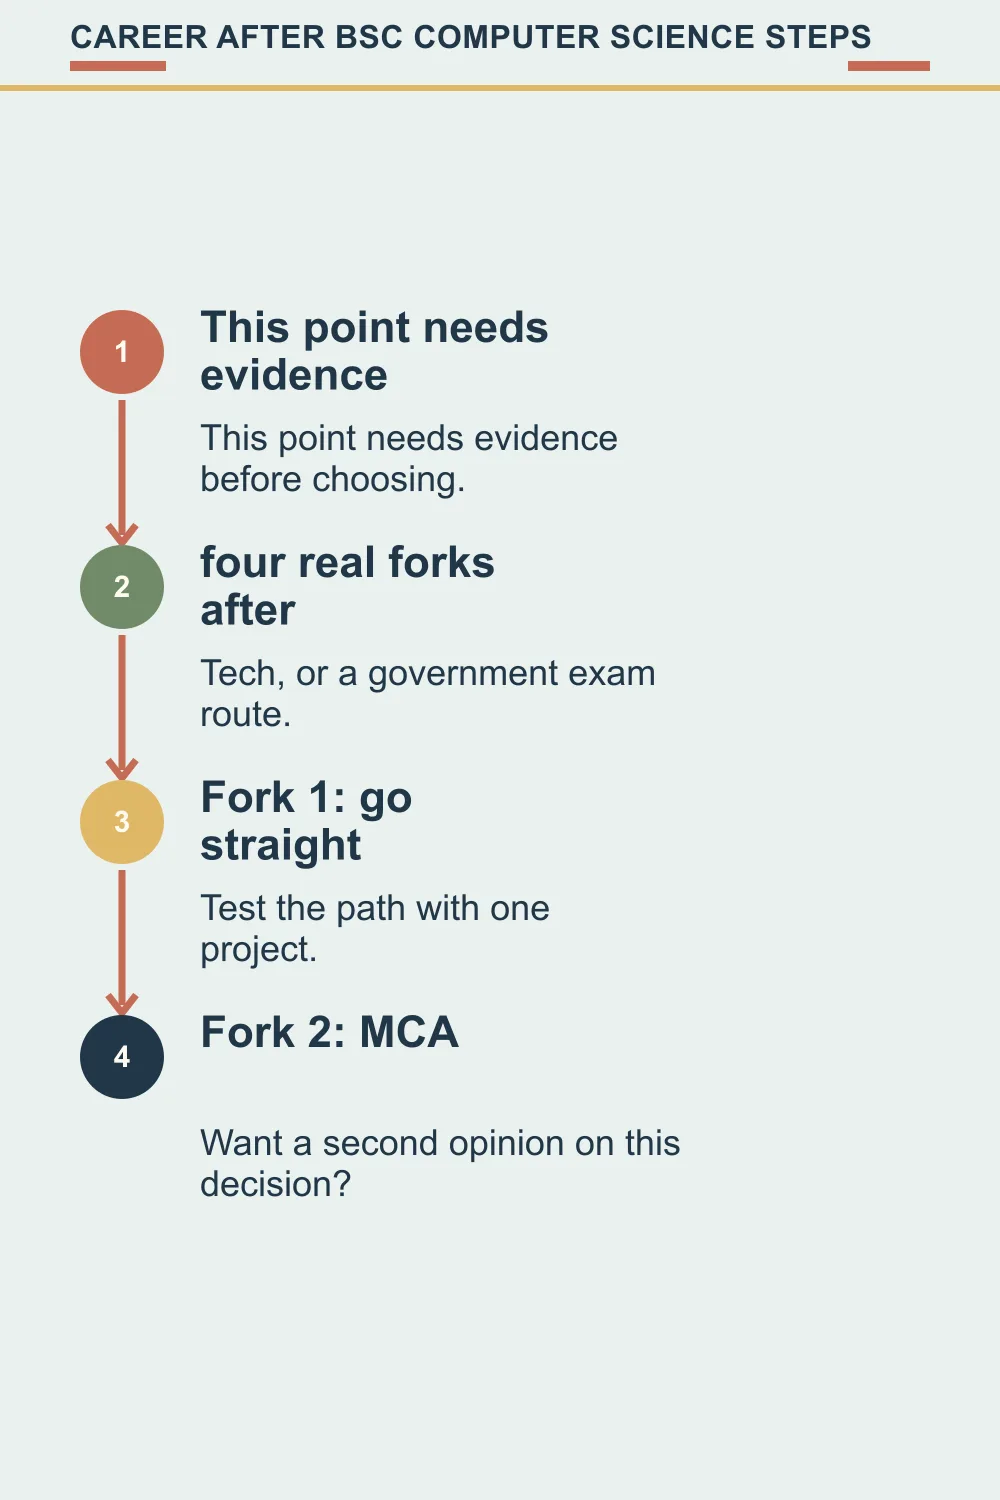 CAREER AFTER BSC COMPUTER SCIENCE STEPS
1
This point needs
evidence
This point needs evidence
before choosing.
2
four real forks
after
Tech, or a government exam
route.
3
Fork 1: go
straight
Test the path with one
project.
4
Fork 2: MCA
Want a second opinion on this
decision?